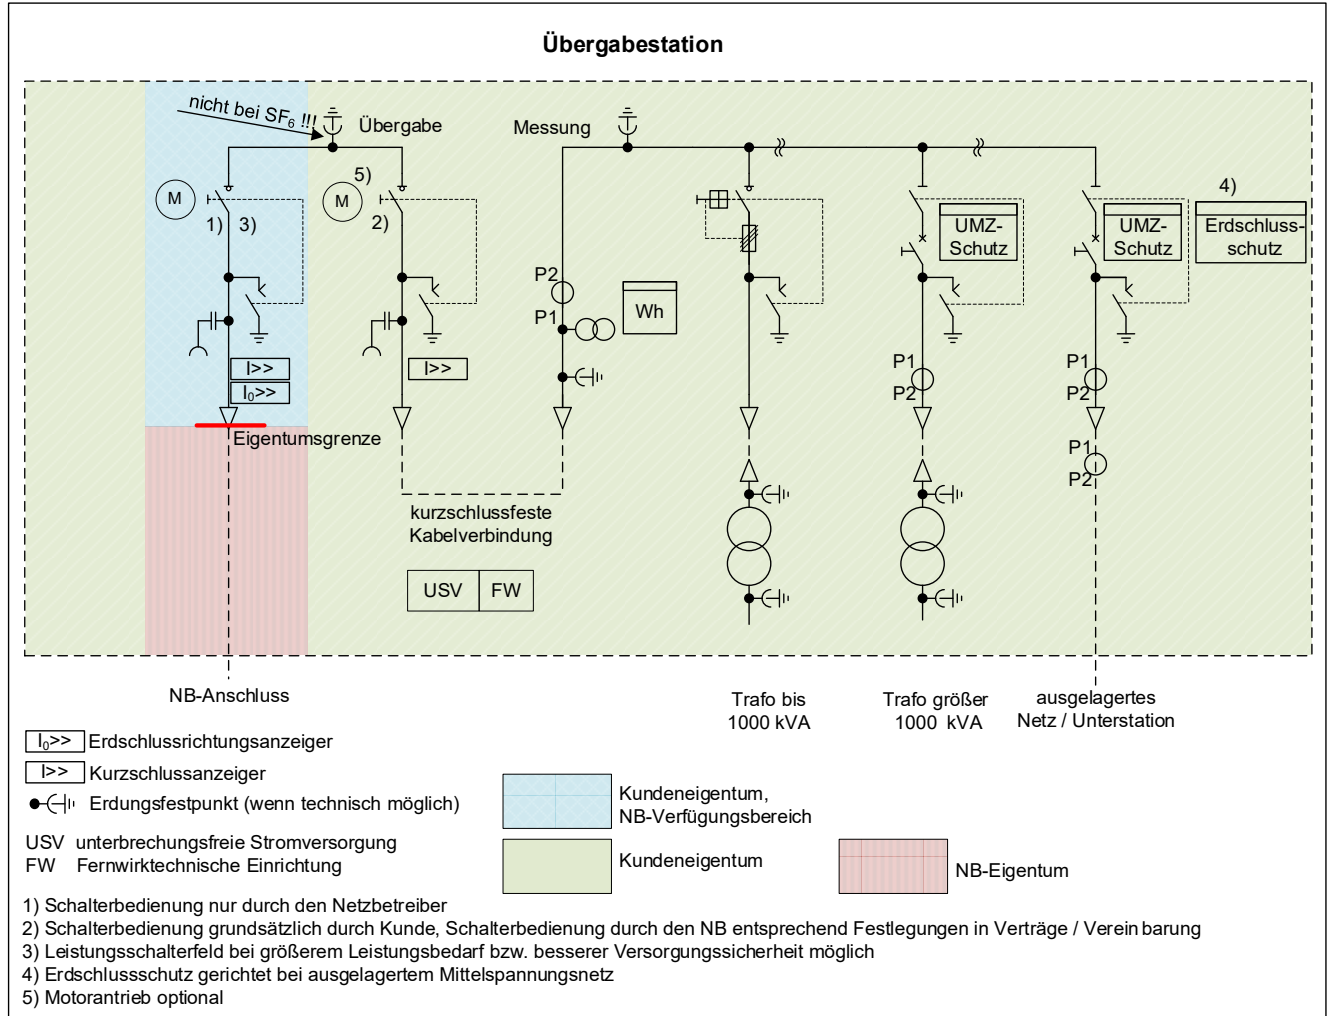 Übergabestation
nicht bei SF₆ !!!
Übergabe
Messung
M
1) 3)
5)
M
2)
4)
UMZ-
Schutz
UMZ-
Schutz
Erdschluss-
schutz
P2
P1
Wh
I>>
I₀>>
I>>
P1
P2
P1
P2
P1
P2
Eigentumsgrenze
kurzschlussfeste
Kabelverbindung
USV FW
NB-Anschluss
Trafo bis
1000 kVA
Trafo größer
1000 kVA
ausgelagertes
Netz / Unterstation
I₀>> Erdschlussrichtungsanzeiger
I>> Kurzschlussanzeiger
Erdungsfestpunkt (wenn technisch möglich)
USV unterbrechungsfreie Stromversorgung
FW Fernwirktechnische Einrichtung
Kundeneigentum,
NB-Verfügungsbereich
Kundeneigentum
NB-Eigentum
1) Schalterbedienung nur durch den Netzbetreiber
2) Schalterbedienung grundsätzlich durch Kunde, Schalterbedienung durch den NB entsprechend Festlegungen in Verträge / Vereinbarung
3) Leistungsschalterfeld bei größerem Leistungsbedarf bzw. besserer Versorgungssicherheit möglich
4) Erdschlussschutz gerichtet bei ausgelagertem Mittelspannungsnetz
5) Motorantrieb optional